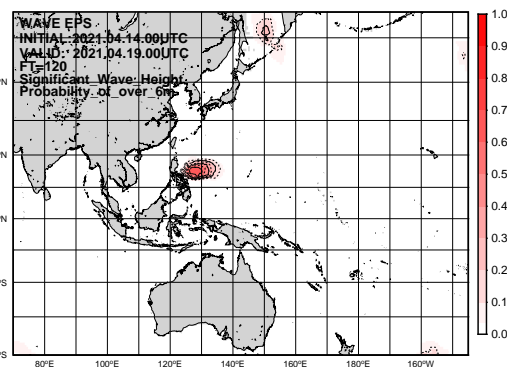 WAVE EPS
INITIAL:2021.04.14.00UTC
VALID: 2021.04.19.00UTC
FT=120
Significant Wave Height
Probability of over 6m
1.0
0.9
0.8
0.7
0.6
0.5
0.4
0.3
0.2
0.1
0.0
°N
°N
°N
°S
°S
80°E 100°E 120°E 140°E 160°E 180° 160°W